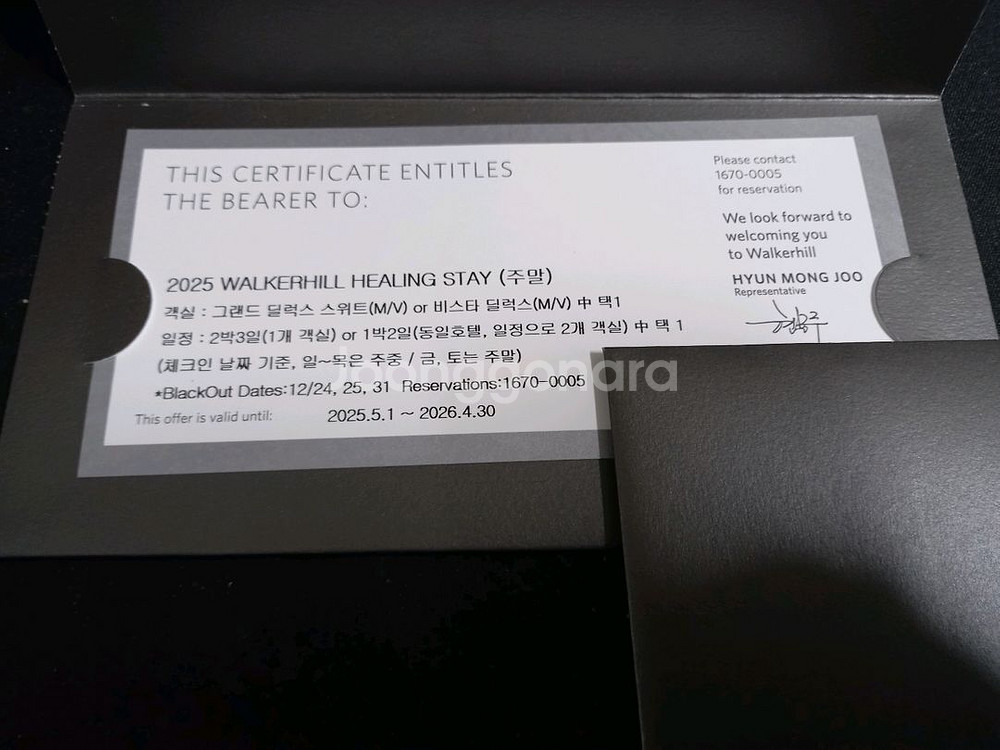 THIS CERTIFICATE ENTITLES
THE BEARER TO:
2025 WALKERHILL HEALING STAY (주말)
객실 : 그랜드 딜럭스 스위트(M/V) or 비스타 딜럭스(M/V) 中 택1
일정 : 2박3일(1개 객실) or 1박2일(동일호텔, 일정으로 2개 객실) 中 택 1
(체크인 날짜 기준, 일~목은 주중 / 금, 토는 주말)
*BlackOut Dates:12/24, 25, 31 Reservations:1670-0005
This offer is valid until: 2025.5.1 ~ 2026.4.30
Please contact
1670-0005
for reservation
We look forward to
welcoming you
to Walkerhill
HYUN MONG JOO
Representative
Joonggonara